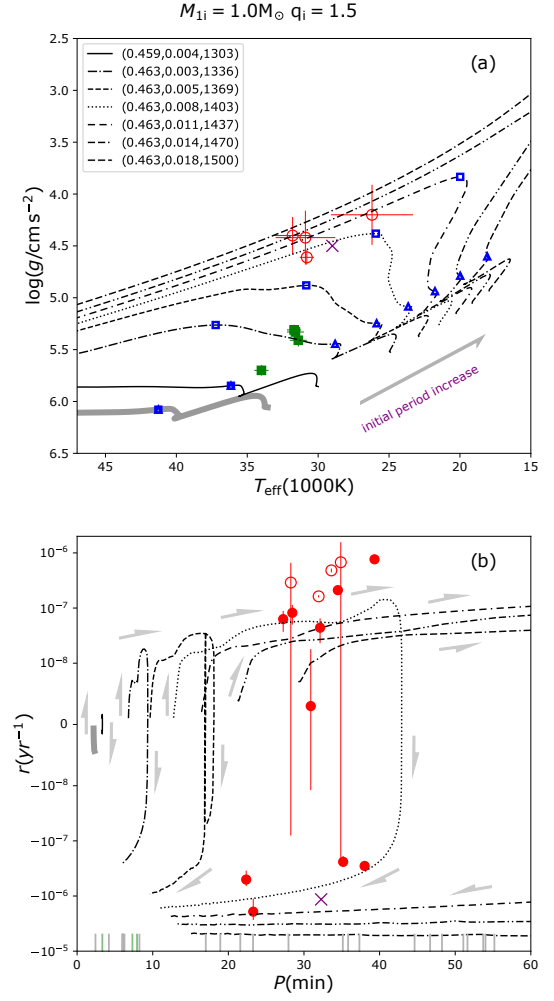 M₁ᵢ = 1.0M⊙ qᵢ = 1.5
(a)
(0.459,0.004,1303)
(0.463,0.003,1336)
(0.463,0.005,1369)
(0.463,0.008,1403)
(0.463,0.011,1437)
(0.463,0.014,1470)
(0.463,0.018,1500)
log(g/cm s⁻²)
2.5
3.0
3.5
4.0
4.5
5.0
5.5
6.0
6.5
initial period increase
45 40 35 30 25 20 15
T_eff(1000K)
(b)
r(yr⁻¹)
10⁻⁶
10⁻⁷
10⁻⁸
0
−10⁻⁸
−10⁻⁷
−10⁻⁶
−10⁻⁵
0 10 20 30 40 50 60
P(min)